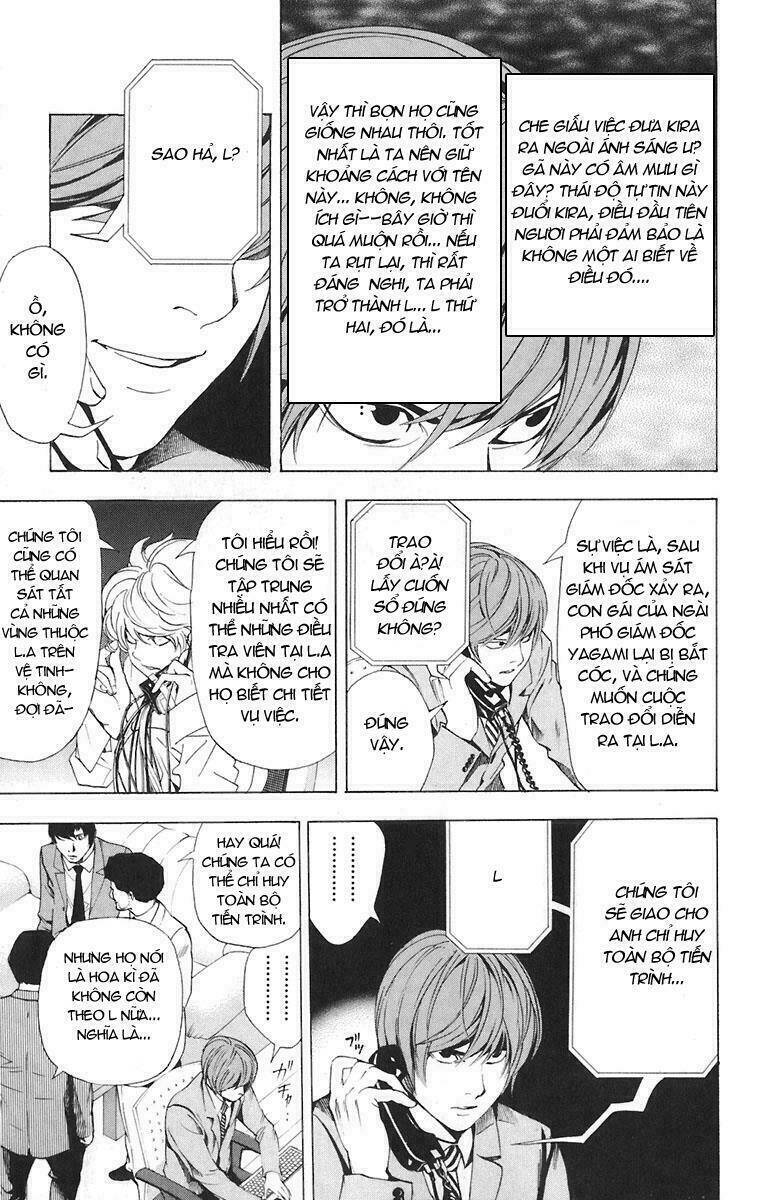 CHE GIẤU VIỆC ĐƯA KIRA
RA NGOÀI ÁNH SÁNG Ư?
GÃ NÀY CÓ ÂM MƯU GÌ
ĐÂY? THÁI ĐỘ TỰ TIN NÀY
ĐUỔI KIRA, ĐIỀU ĐẦU TIÊN
NGƯƠI PHẢI ĐẢM BẢO LÀ
KHÔNG MỘT AI BIẾT VỀ
ĐIỀU ĐÓ....
VẬY THÌ BỌN HỌ CŨNG
GIỐNG NHAU THÔI. TỐT
NHẤT LÀ TA NÊN GIỮ
KHOẢNG CÁCH VỚI TÊN
NÀY... KHÔNG, KHÔNG
ÍCH GÌ--BÂY GIỜ THÌ
QUÁ MUỘN RỒI... NẾU
TA RỤT LẠI, THÌ RẤT
ĐÁNG NGHI, TA PHẢI
TRỞ THÀNH L... L THỨ
HAI, ĐÓ LÀ...
SAO HẢ, L?
Ồ,
KHÔNG
CÓ
GÌ.
SỰ VIỆC LÀ, SAU
KHI VỤ ÁM SÁT
GIÁM ĐỐC XẢY RA,
CON GÁI CỦA NGÀI
PHÓ GIÁM ĐỐC
YAGAMI LẠI BỊ BẮT
CÓC, VÀ CHÚNG
MUỐN CUỘC
TRAO ĐỔI DIỄN
RA TẠI L.A.
TRAO
ĐỔI À?À!
LẤY CUỐN
SỔ ĐÚNG
KHÔNG?
ĐÚNG
VẬY.
TÔI HIỂU RỒI!
CHÚNG TÔI SẼ
TẬP TRUNG
NHIỀU NHẤT CÓ
THỂ NHỮNG ĐIỀU
TRA VIÊN TẠI L.A
MÀ KHÔNG CHO
HỌ BIẾT CHI TIẾT
VỤ VIỆC.
CHÚNG TÔI
CŨNG CÓ
THỂ QUAN
SÁT TẤT
CẢ NHỮNG
VÙNG THUỘC
L.A TRÊN
VỆ TINH-
KHÔNG,
ĐỢI ĐÃ-
CHÚNG TÔI
SẼ GIAO CHO
ANH CHỈ HUY
TOÀN BỘ TIẾN
TRÌNH...
L
.........
HAY QUÁ!
CHÚNG TA CÓ
THỂ CHỈ HUY
TOÀN BỘ
TIẾN TRÌNH.
NHƯNG HỌ NÓI
LÀ HOA KÌ ĐÃ
KHÔNG CÒN
THEO L NỮA...
NGHĨA LÀ...
.........